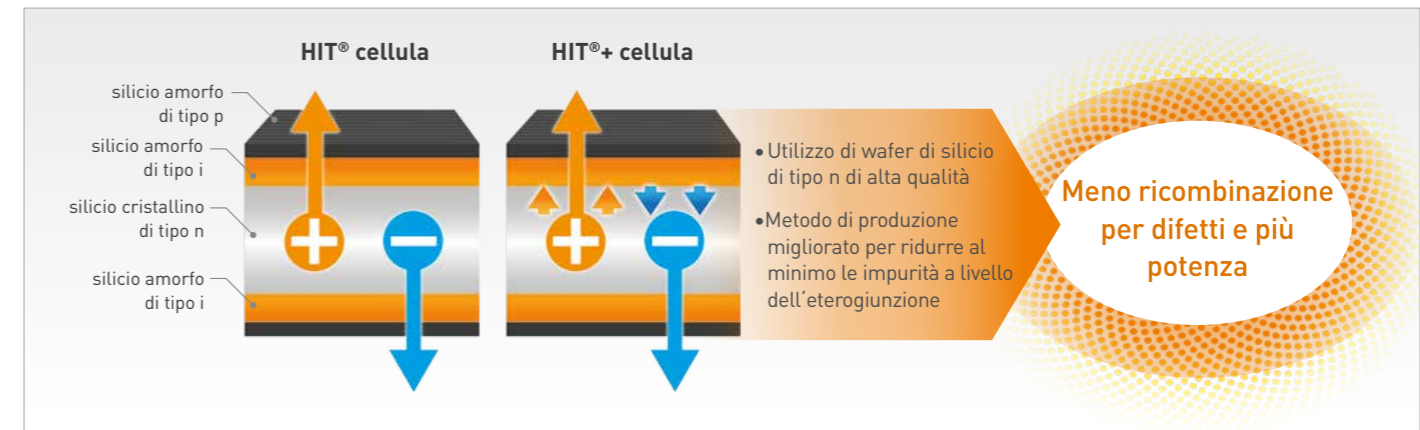 HIT® cellula
HIT®+ cellula
silicio amorfo
di tipo p
silicio amorfo
di tipo i
silicio cristallino
di tipo n
silicio amorfo
di tipo i
• Utilizzo di wafer di silicio
di tipo n di alta qualità
• Metodo di produzione
migliorato per ridurre al
minimo le impurità a livello
dell'eterogiunzione
Meno ricombinazione
per difetti e più
potenza